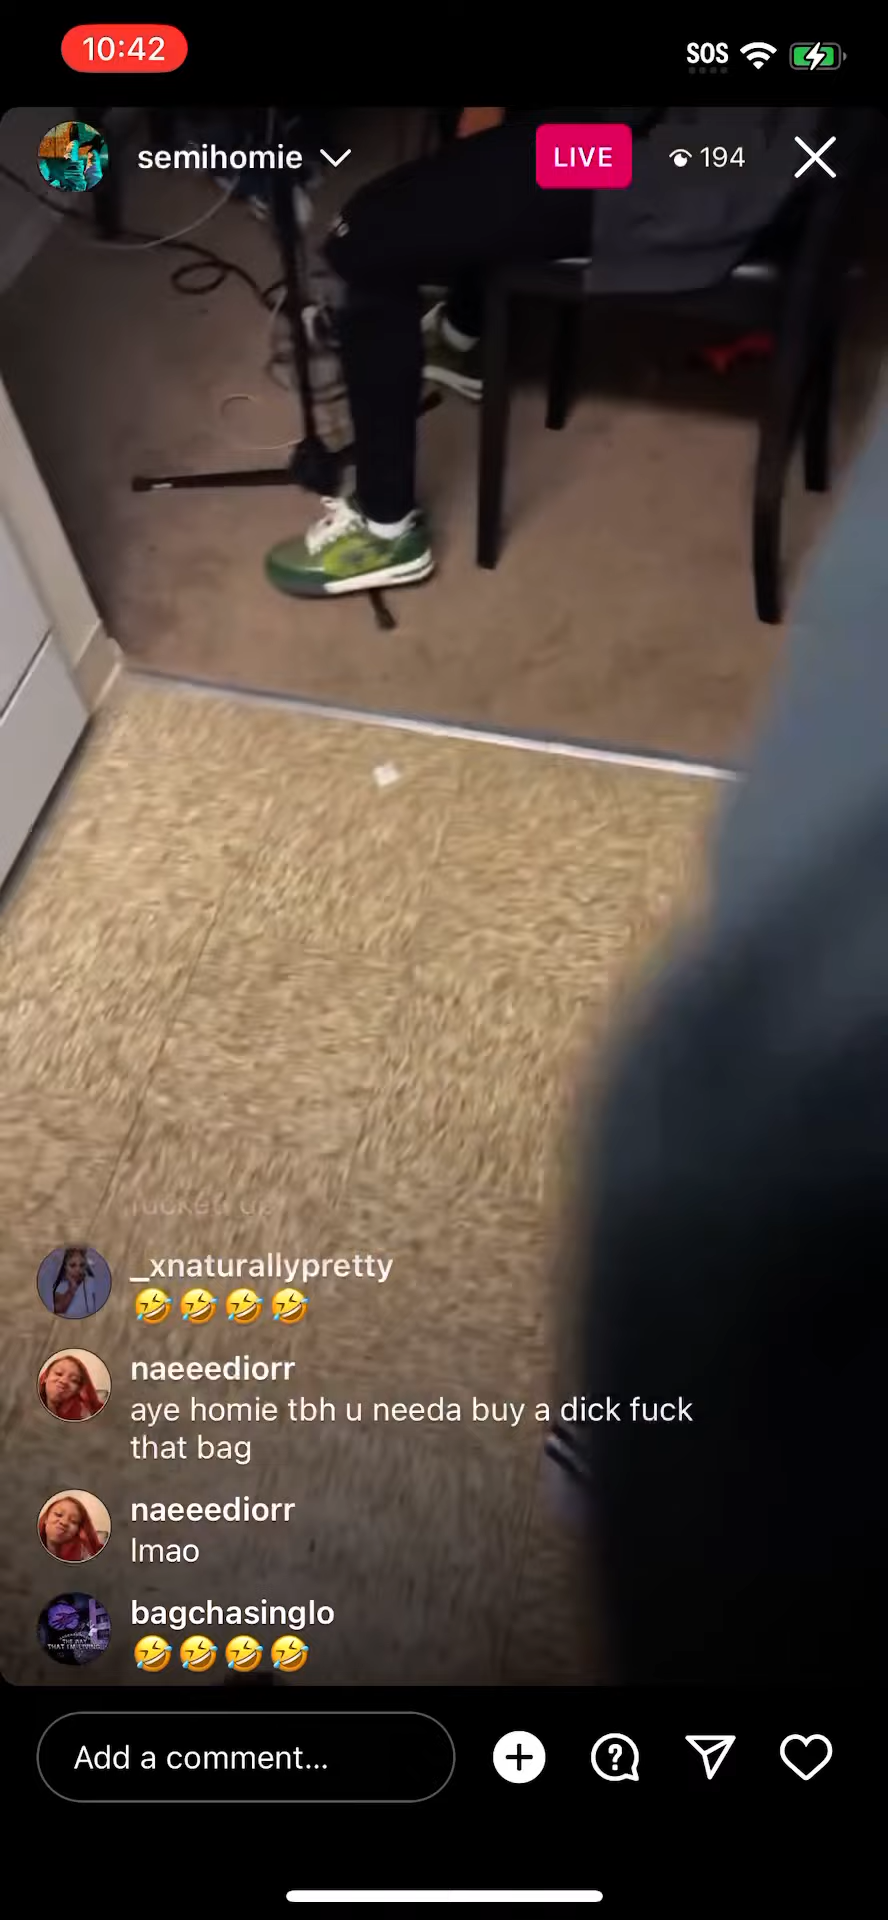 10:42
SOS
semihomie
LIVE
194
_xnaturallypretty
🤣🤣🤣🤣
naeeediorr
aye homie tbh u needa buy a dick fuck
that bag
naeeediorr
lmao
bagchasinglo
🤣🤣🤣🤣
Add a comment...